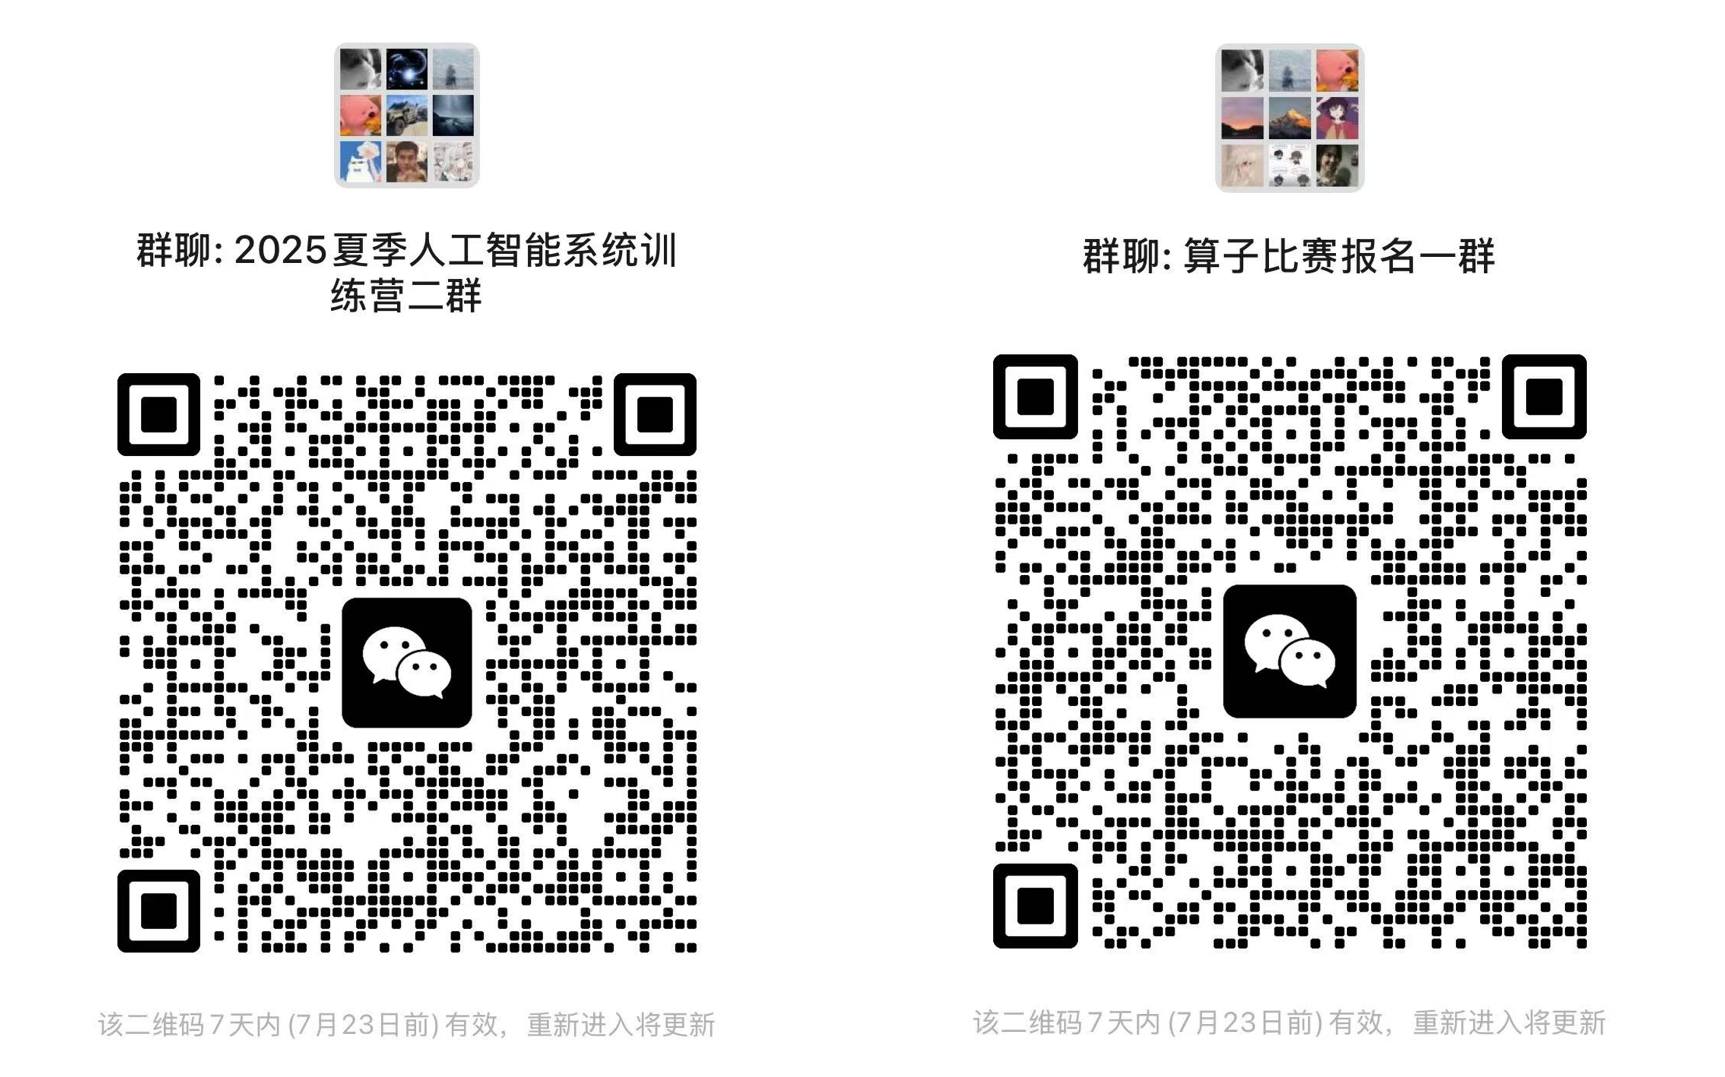 群聊: 2025夏季人工智能系统训
练营二群
该二维码7天内(7月23日前)有效，重新进入将更新
群聊: 算子比赛报名一群
该二维码7天内(7月23日前)有效，重新进入将更新